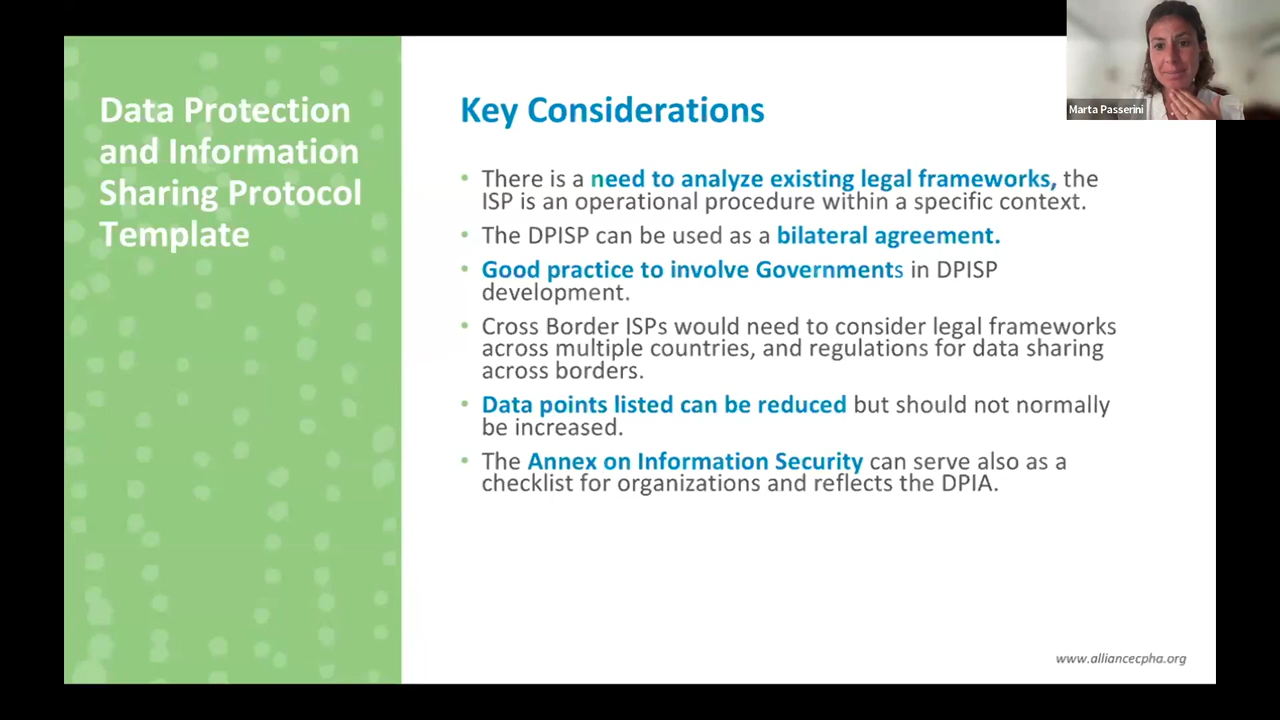 Data Protection
and Information
Sharing Protocol
Template
Key Considerations
• There is a need to analyze existing legal frameworks, the
ISP is an operational procedure within a specific context.
• The DPISP can be used as a bilateral agreement.
• Good practice to involve Governments in DPISP
development.
• Cross Border ISPs would need to consider legal frameworks
across multiple countries, and regulations for data sharing
across borders.
• Data points listed can be reduced but should not normally
be increased.
• The Annex on Information Security can serve also as a
checklist for organizations and reflects the DPIA.
www.alliancecpha.org
Marta Passerini